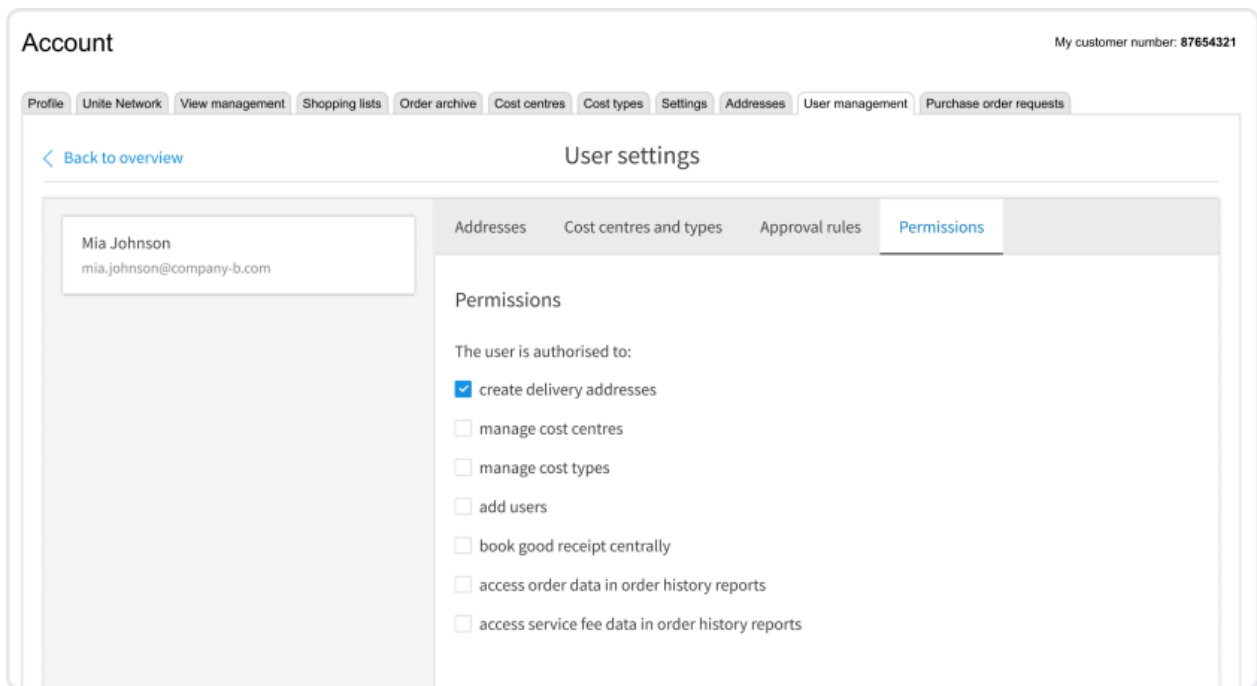 Account
My customer number: 87654321
Profile Unite Network View management Shopping lists Order archive Cost centres Cost types Settings Addresses User management Purchase order requests
Back to overview
User settings
Mia Johnson
mia.johnson@company-b.com
Addresses Cost centres and types Approval rules Permissions
Permissions
The user is authorised to:
create delivery addresses
manage cost centres
manage cost types
add users
book good receipt centrally
access order data in order history reports
access service fee data in order history reports